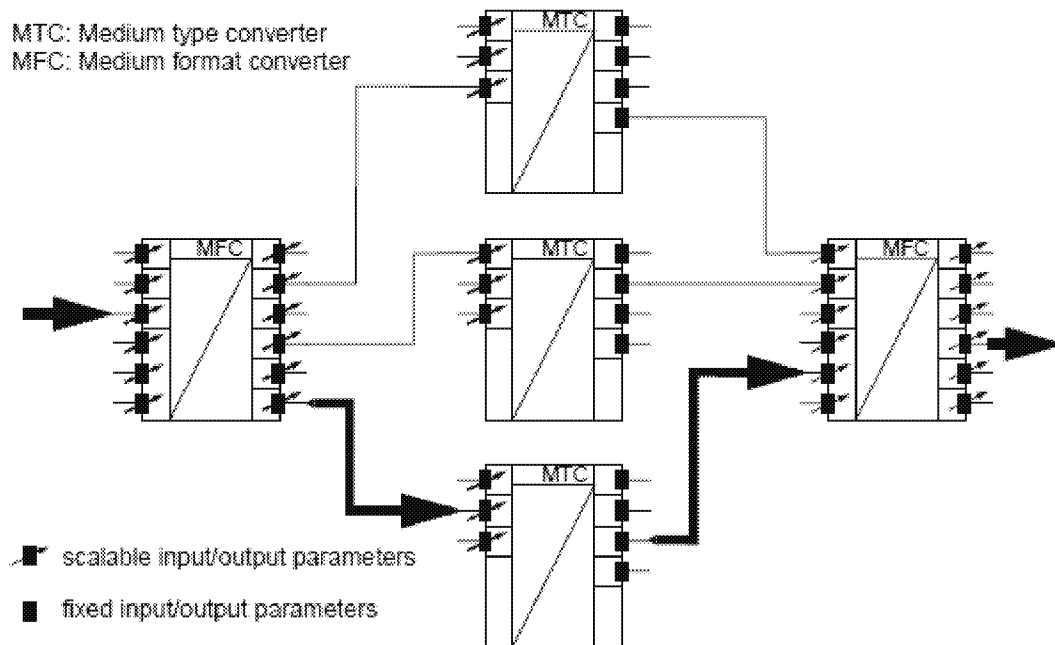 MTC: Medium type converter
MFC: Medium format converter
MTC
MFC
MTC
MFC
MTC
scalable input/output parameters
fixed input/output parameters